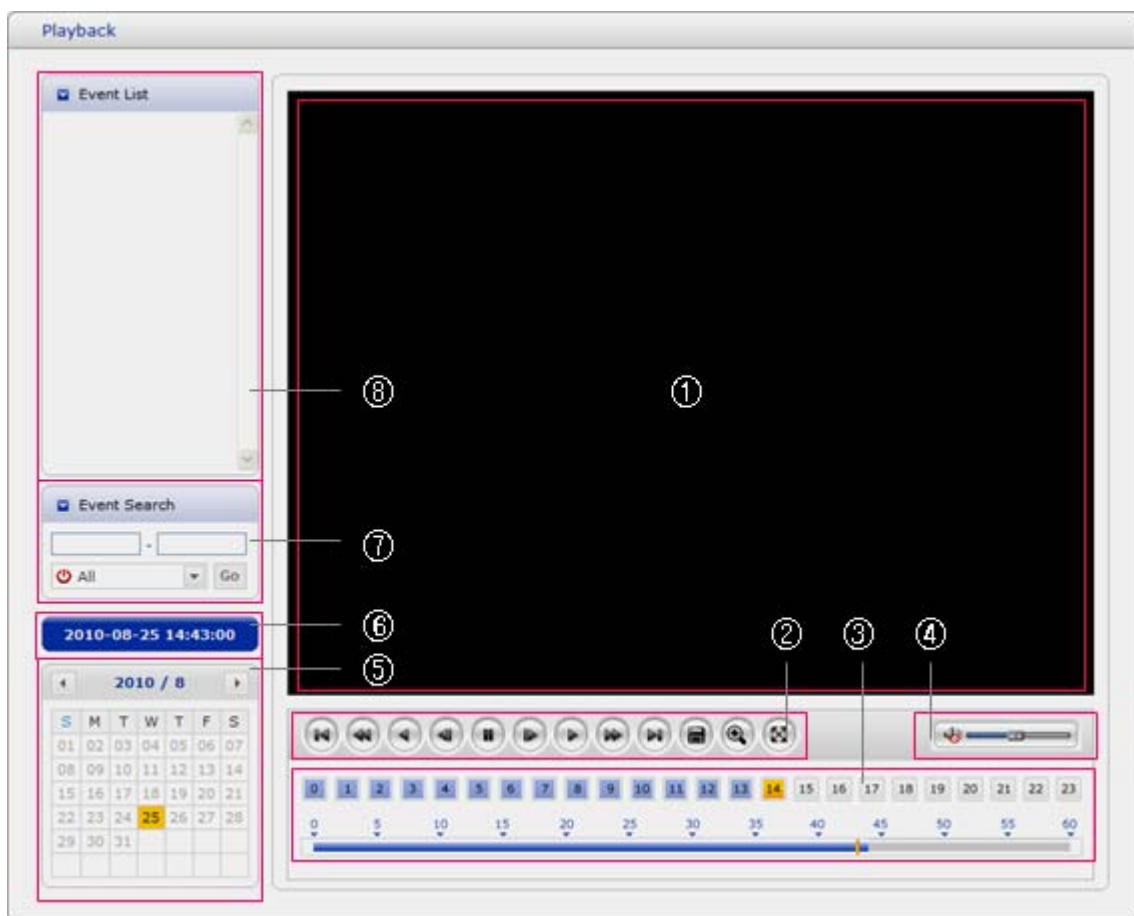 Playback
Event List
⑧
①
Event Search
-
⑦
All Go
2010-08-25 14:43:00
⑥
② ③ ④
⑤
2010 / 8
S M T W T F S
01 02 03 04 05 06 07
08 09 10 11 12 13 14
15 16 17 18 19 20 21
22 23 24 25 26 27 28
29 30 31
0 1 2 3 4 5 6 7 8 9 10 11 12 13 14 15 16 17 18 19 20 21 22 23
0 5 10 15 20 25 30 35 40 45 50 55 60